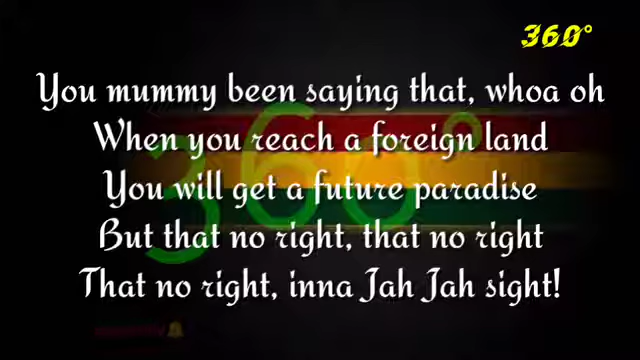 360°
You mummy been saying that, whoa oh
When you reach a foreign land
You will get a future paradise
But that no right, that no right
That no right, inna Jah Jah sight!
360°